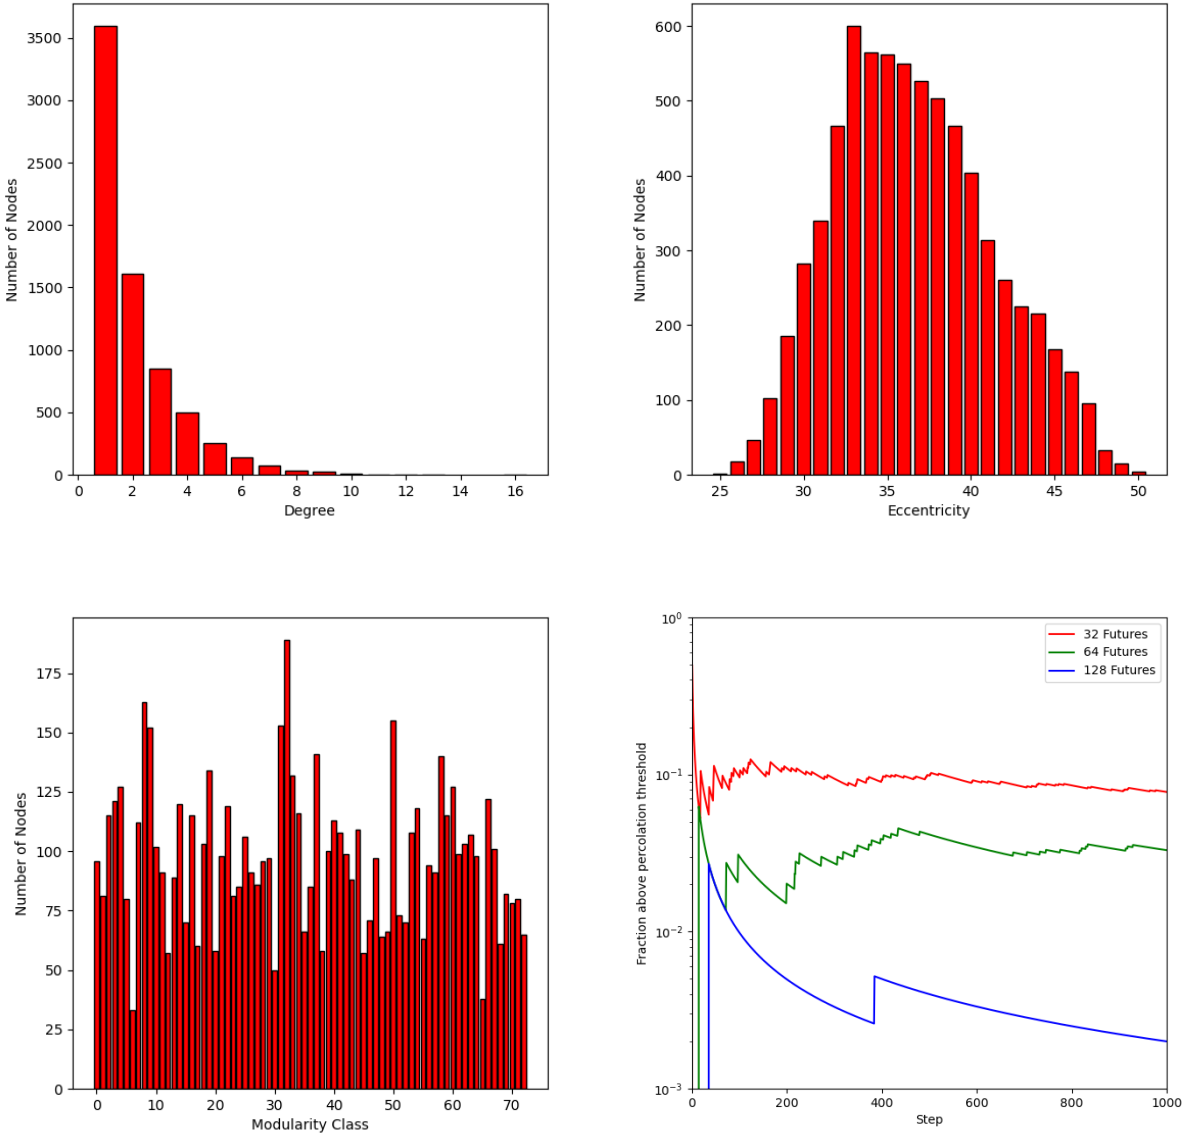 3500
3000
2500
2000
1500
1000
500
0
Number of Nodes
0 2 4 6 8 10 12 14 16
Degree
600
500
400
300
200
100
0
Number of Nodes
25 30 35 40 45 50
Eccentricity
175
150
125
100
75
50
25
0
Number of Nodes
0 10 20 30 40 50 60 70
Modularity Class
10⁰
10⁻¹
10⁻²
10⁻³
Fraction above percolation threshold
32 Futures
64 Futures
128 Futures
0 200 400 600 800 1000
Step